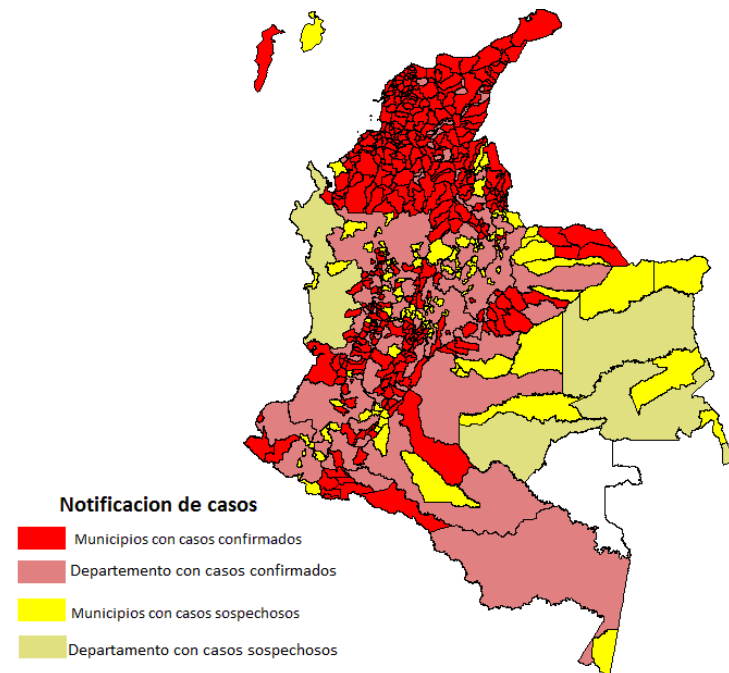 Notificacion de casos
Municipios con casos confirmados
Departemento con casos confirmados
Municipios con casos sospechosos
Departamento con casos sospechosos